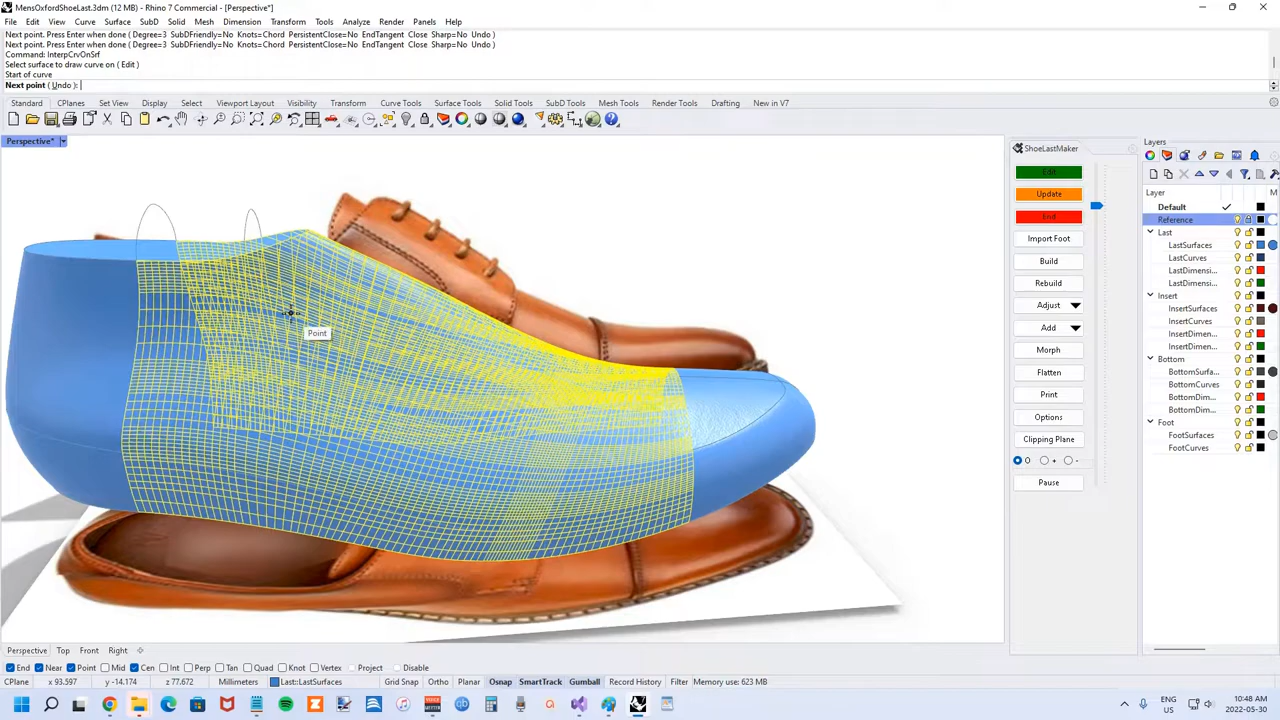 MensOxfordShoeLast.3dm (12 MB) - Rhino 7 Commercial - [Perspective*]
File Edit View Curve Surface SubD Solid Mesh Dimension Transform Tools Analyze Render Panels Help
Next point. Press Enter when done ( Degree=3 SubDFriendly=No Knots=Chord PersistentClose=No EndTangent Close Sharp=No Undo )
Next point. Press Enter when done ( Degree=3 SubDFriendly=No Knots=Chord PersistentClose=No EndTangent Close Sharp=No Undo )
Command: InterpCrvOnSrf
Select surface to draw curve on ( Edit )
Start of curve
Next point ( Undo ):
Standard CPlanes Set View Display Select Viewport Layout Visibility Transform Curve Tools Surface Tools Solid Tools SubD Tools Mesh Tools Render Tools Drafting New in V7
Perspective*
Point
ShoeLastMaker
Edit
Update
End
Import Foot
Build
Rebuild
Adjust
Add
Morph
Flatten
Print
Options
Clipping Plane
0 + -
Pause
Layers
Layer M
Default
Reference
Last
LastSurfaces
LastCurves
LastDimensi...
LastDimensi...
Insert
InsertSurfaces
InsertCurves
InsertDimen...
InsertDimen...
Bottom
BottomSurfa...
BottomCurves
BottomDim...
BottomDim...
Foot
FootSurfaces
FootCurves
Perspective Top Front Right
End Near Point Mid Cen Int Perp Tan Quad Knot Vertex Project Disable
CPlane x 93.597 y -14.174 z 77.672 Millimeters Last::LastSurfaces Grid Snap Ortho Planar Osnap SmartTrack Gumball Record History Filter Memory use: 623 MB
ENG
US
10:48 AM
2022-05-30